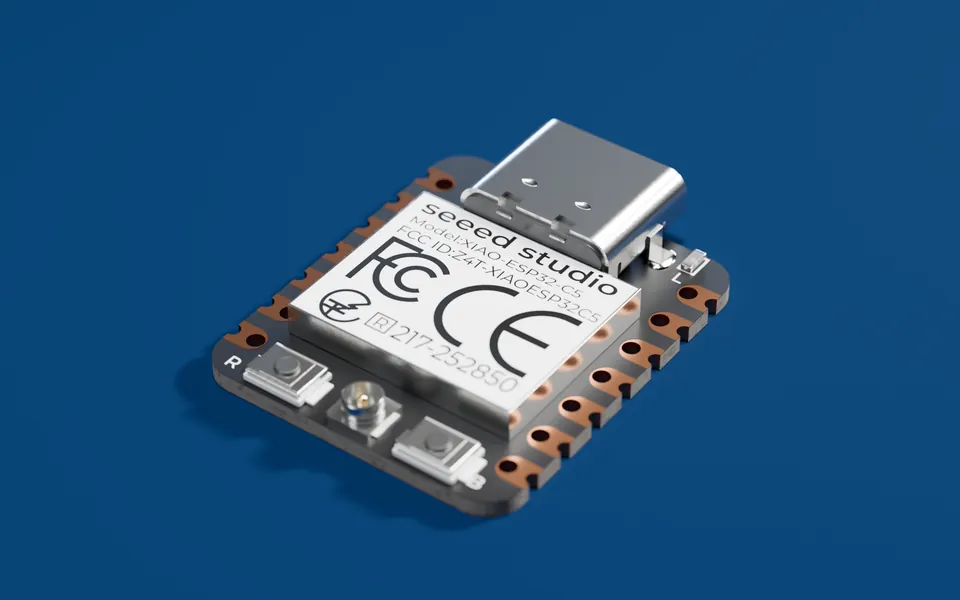 seeed studio
Model:XIAO-ESP32-C5
FCC ID:Z4T-XIAOESP32C5
FC CE
R 217-252850
L
R
B